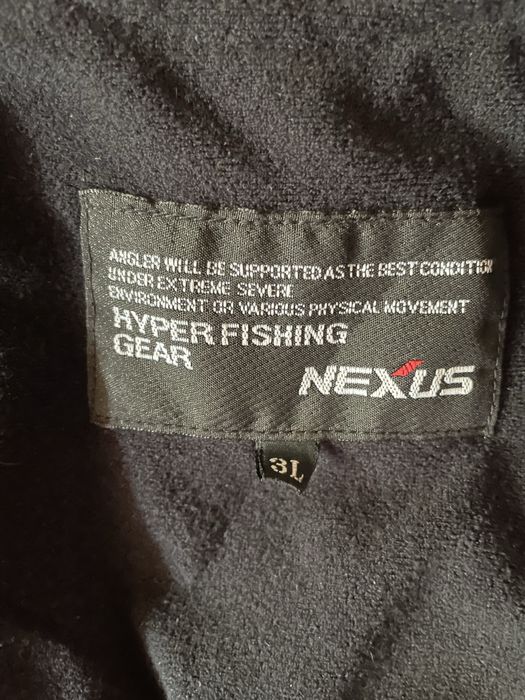 ANGLER WILL BE SUPPORTED AS THE BEST CONDITION
UNDER EXTREME SEVERE
ENVIRONMENT OR VARIOUS PHYSICAL MOVEMENT
HYPER FISHING
GEAR
NEXUS
3L